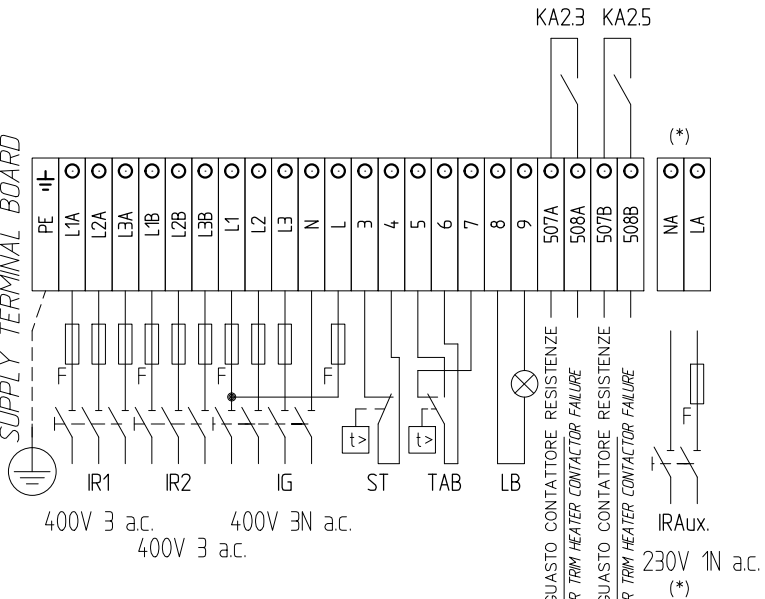 KA2.3 KA2.5
(*)
SUPPLY TERMINAL BOARD
PE L1A L2A L3A L1B L2B L3B L1 L2 L3 N L 3 4 5 6 7 8 9 507A 508A 507B 508B NA LA
F F F F F
t> t>
IR1 IR2 IG ST TAB LB IRAux.
400V 3 a.c. 400V 3N a.c.
400V 3 a.c.
230V 1N a.c.
(*)
GUASTO CONTATTORE RESISTENZE
TRIM HEATER CONTACTOR FAILURE
GUASTO CONTATTORE RESISTENZE
TRIM HEATER CONTACTOR FAILURE